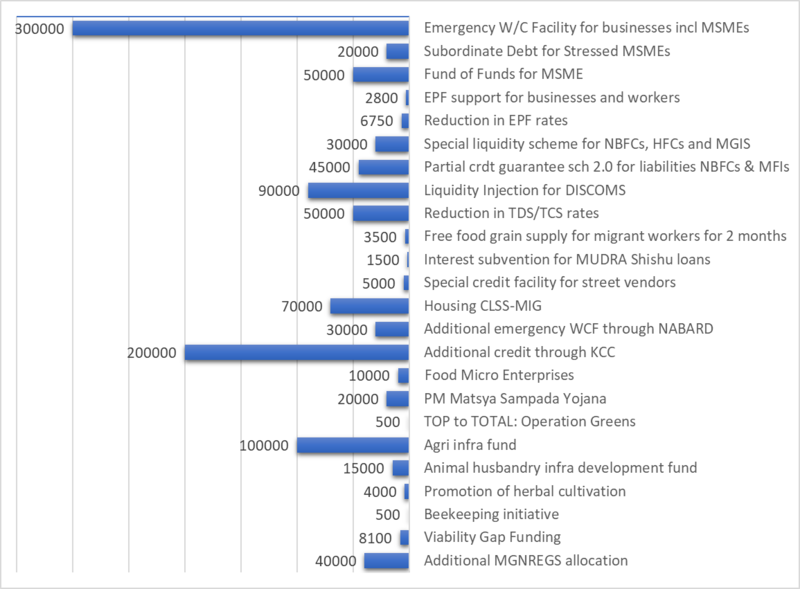 300000 Emergency W/C Facility for businesses incl MSMEs
20000 Subordinate Debt for Stressed MSMEs
50000 Fund of Funds for MSME
2800 EPF support for businesses and workers
6750 Reduction in EPF rates
30000 Special liquidity scheme for NBFCs, HFCs and MGIS
45000 Partial crdt guarantee sch 2.0 for liabilities NBFCs & MFIs
90000 Liquidity Injection for DISCOMS
50000 Reduction in TDS/TCS rates
3500 Free food grain supply for migrant workers for 2 months
1500 Interest subvention for MUDRA Shishu loans
5000 Special credit facility for street vendors
70000 Housing CLSS-MIG
30000 Additional emergency WCF through NABARD
200000 Additional credit through KCC
10000 Food Micro Enterprises
20000 PM Matsya Sampada Yojana
500 TOP to TOTAL: Operation Greens
100000 Agri infra fund
15000 Animal husbandry infra development fund
4000 Promotion of herbal cultivation
500 Beekeeping initiative
8100 Viability Gap Funding
40000 Additional MGNREGS allocation